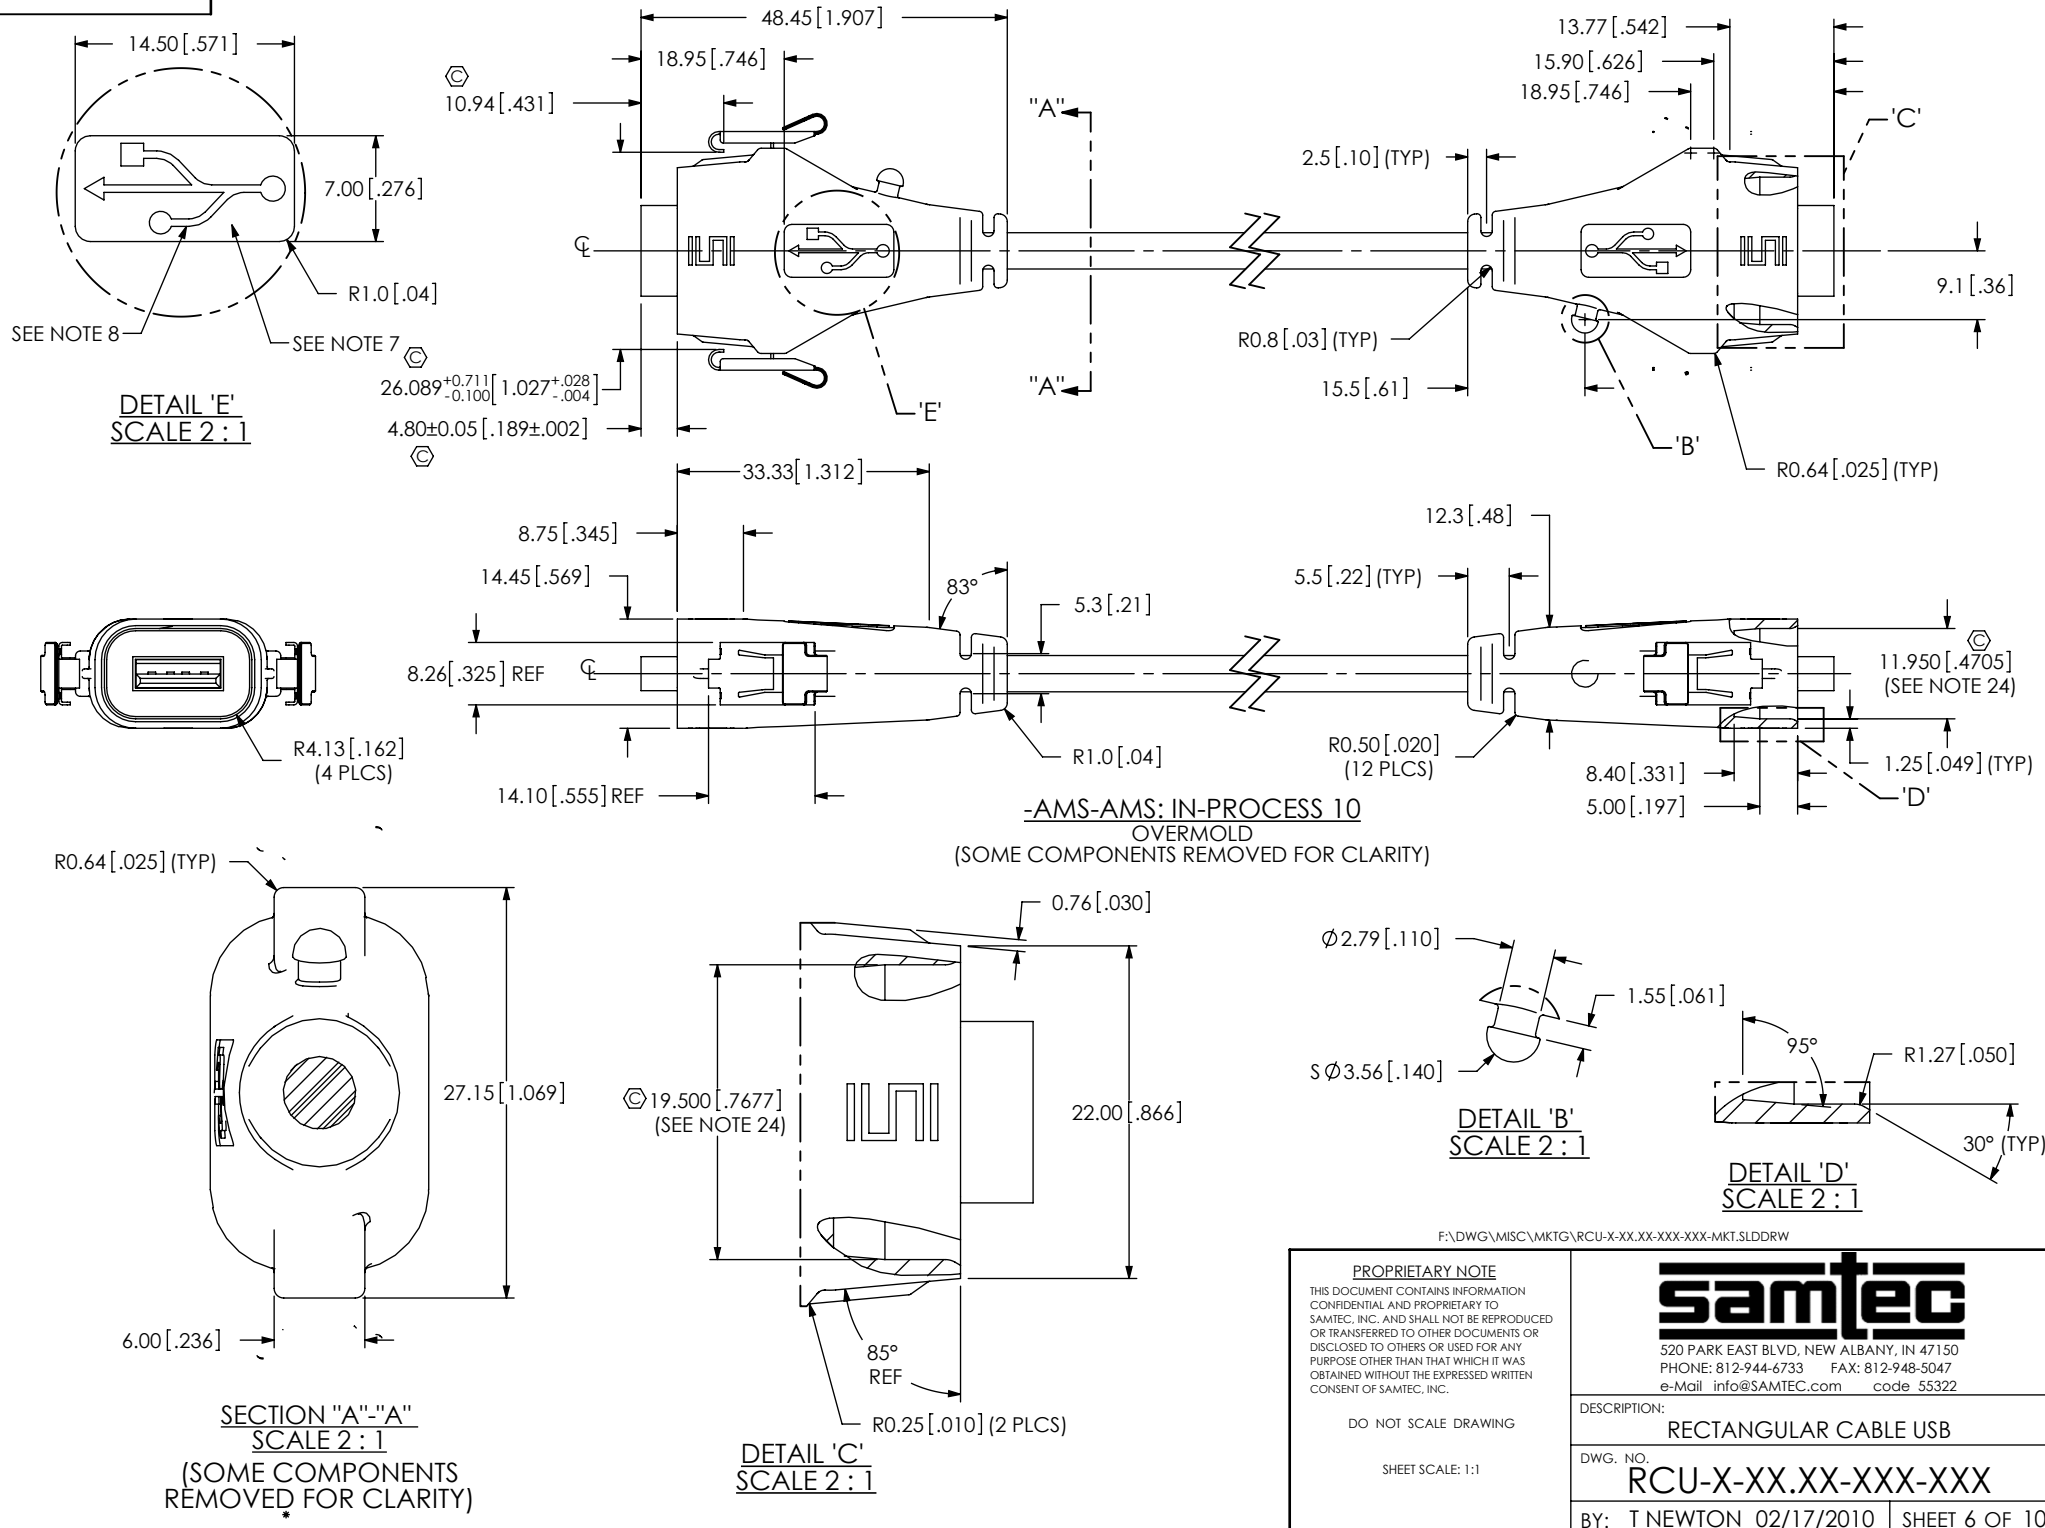 14.50[.571]
7.00[.276]
R1.0[.04]
SEE NOTE 8
SEE NOTE 7
DETAIL 'E'
SCALE 2 : 1
48.45[1.907]
18.95[.746]
C
10.94[.431]
"A"
"A"
C
26.089 +0.711 -0.100 [1.027 +.028 -.004]
4.80±0.05[.189±.002]
C
CL
'E'
13.77[.542]
15.90[.626]
18.95[.746]
'C'
2.5[.10](TYP)
9.1[.36]
R0.8[.03](TYP)
15.5[.61]
'B'
R0.64[.025](TYP)
33.33[1.312]
8.75[.345]
14.45[.569]
83°
5.3[.21]
8.26[.325] REF
CL
R1.0[.04]
14.10[.555] REF
R4.13[.162]
(4 PLCS)
12.3[.48]
5.5[.22](TYP)
C
11.950[.4705]
(SEE NOTE 24)
R0.50[.020]
(12 PLCS)
1.25[.049](TYP)
8.40[.331]
5.00[.197]
'D'
-AMS-AMS: IN-PROCESS 10
OVERMOLD
(SOME COMPONENTS REMOVED FOR CLARITY)
R0.64[.025](TYP)
27.15[1.069]
6.00[.236]
SECTION "A"-"A"
SCALE 2 : 1
(SOME COMPONENTS
REMOVED FOR CLARITY)
*
0.76[.030]
C 19.500[.7677]
(SEE NOTE 24)
22.00[.866]
85°
REF
R0.25[.010](2 PLCS)
DETAIL 'C'
SCALE 2 : 1
Ø2.79[.110]
1.55[.061]
SØ3.56[.140]
DETAIL 'B'
SCALE 2 : 1
95°
R1.27[.050]
30° (TYP)
DETAIL 'D'
SCALE 2 : 1
F:\DWG\MISC\MKTG\RCU-X-XX.XX-XXX-XXX-MKT.SLDDRW
PROPRIETARY NOTE
THIS DOCUMENT CONTAINS INFORMATION
CONFIDENTIAL AND PROPRIETARY TO
SAMTEC, INC. AND SHALL NOT BE REPRODUCED
OR TRANSFERRED TO OTHER DOCUMENTS OR
DISCLOSED TO OTHERS OR USED FOR ANY
PURPOSE OTHER THAN THAT WHICH IT WAS
OBTAINED WITHOUT THE EXPRESSED WRITTEN
CONSENT OF SAMTEC, INC.
DO NOT SCALE DRAWING
SHEET SCALE: 1:1
samtec
520 PARK EAST BLVD, NEW ALBANY, IN 47150
PHONE: 812-944-6733 FAX: 812-948-5047
e-Mail info@SAMTEC.com code 55322
DESCRIPTION:
RECTANGULAR CABLE USB
DWG. NO.
RCU-X-XX.XX-XXX-XXX
BY: T NEWTON 02/17/2010 SHEET 6 OF 10